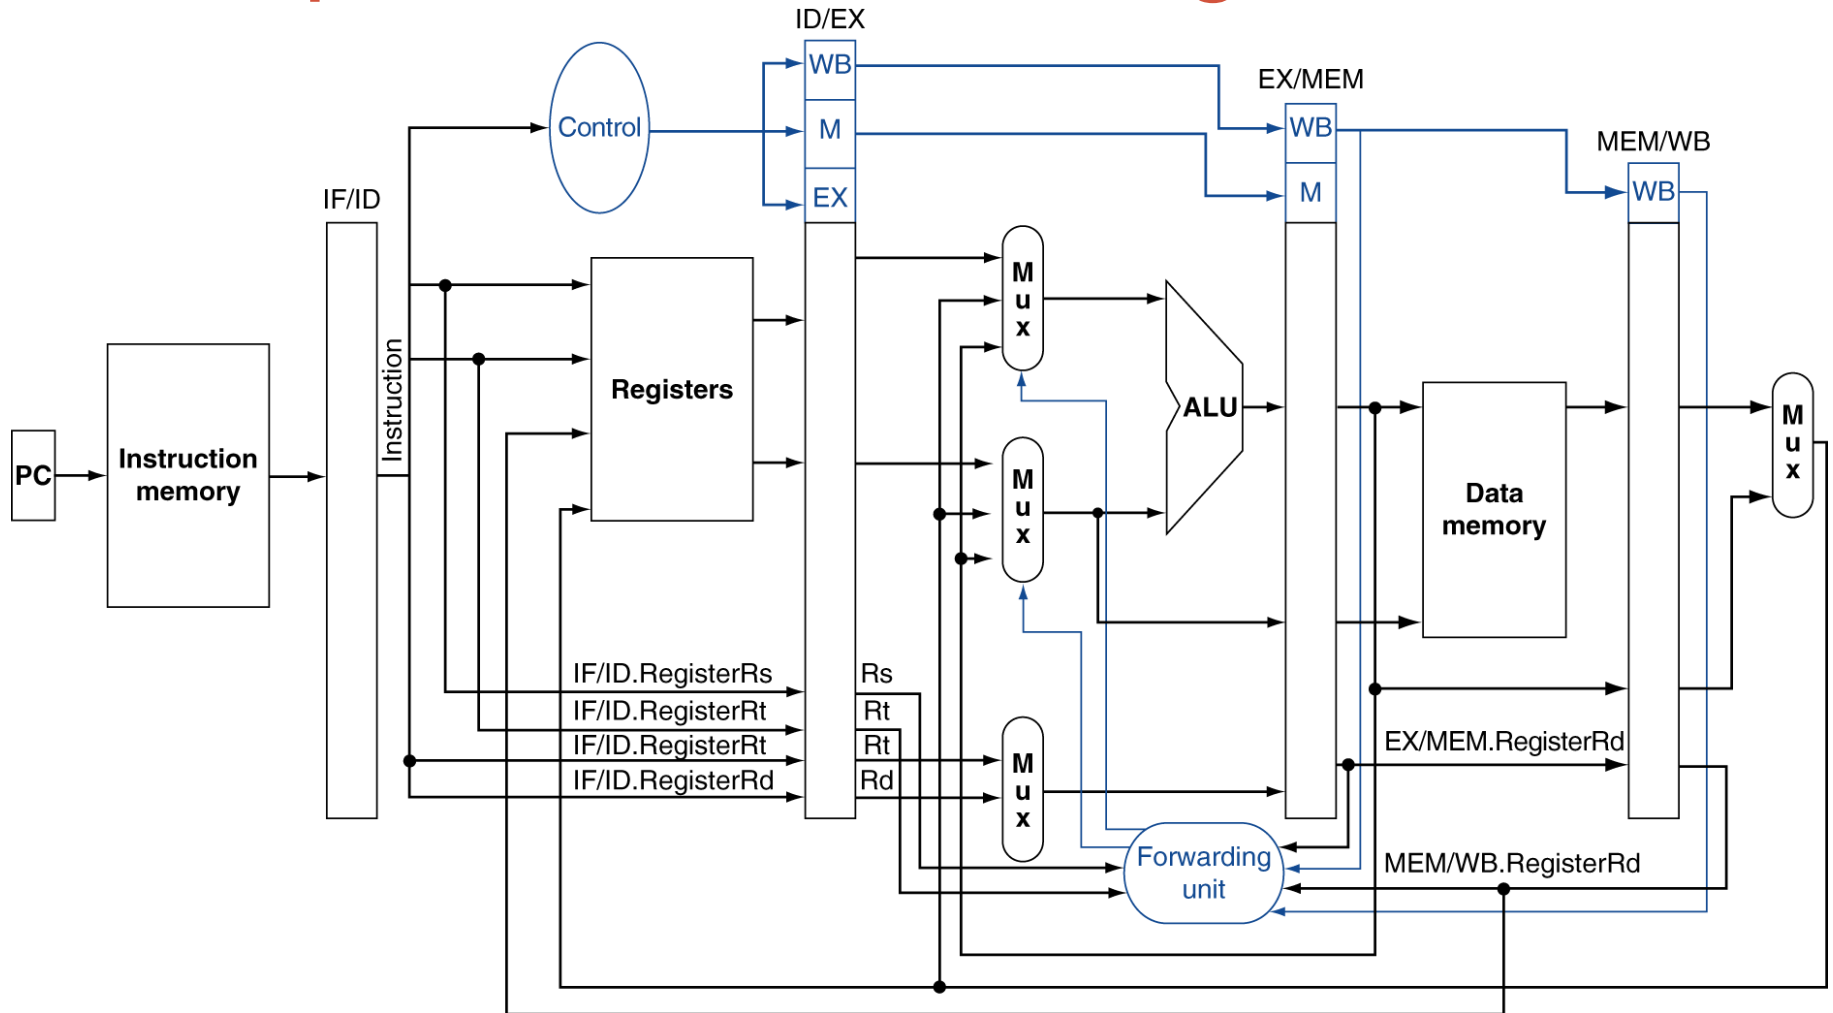 ID/EX
WB
EX/MEM
Control
M
WB
MEM/WB
IF/ID
EX
M
WB
M
u
x
Instruction
Registers
ALU
M
u
x
PC
Instruction
memory
M
u
x
Data
memory
IF/ID.RegisterRs
Rs
IF/ID.RegisterRt
Rt
IF/ID.RegisterRt
Rt
EX/MEM.RegisterRd
IF/ID.RegisterRd
Rd
M
u
x
Forwarding
unit
MEM/WB.RegisterRd